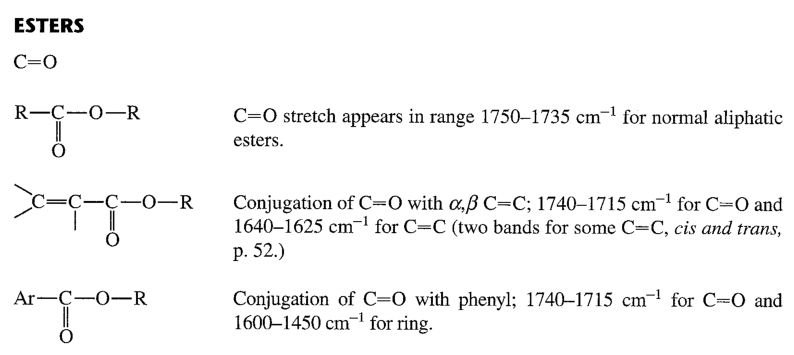 ESTERS
C=O
R—C—O—R
O
C=O stretch appears in range 1750–1735 cm⁻¹ for normal aliphatic
esters.
C=C—C—O—R
O
Conjugation of C=O with α,β C=C; 1740–1715 cm⁻¹ for C=O and
1640–1625 cm⁻¹ for C=C (two bands for some C=C, cis and trans,
p. 52.)
Ar—C—O—R
O
Conjugation of C=O with phenyl; 1740–1715 cm⁻¹ for C=O and
1600–1450 cm⁻¹ for ring.